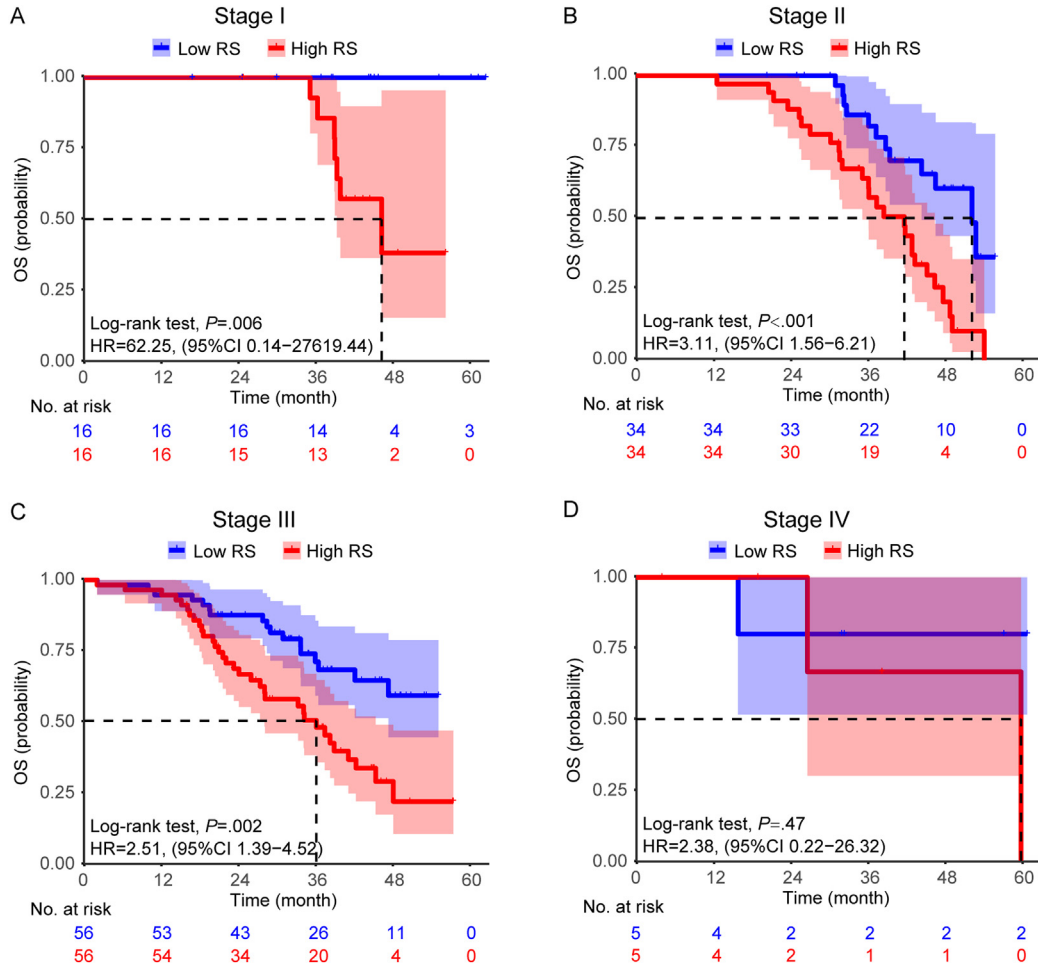 A
Stage I
Low RS High RS
1.00
0.75
0.50
0.25
0.00
OS (probability)
Log-rank test, P=.006
HR=62.25, (95%CI 0.14−27619.44)
0 12 24 36 48 60
Time (month)
No. at risk
16 16 16 14 4 3
16 16 15 13 2 0
B
Stage II
Low RS High RS
1.00
0.75
0.50
0.25
0.00
OS (probability)
Log-rank test, P<.001
HR=3.11, (95%CI 1.56−6.21)
0 12 24 36 48 60
Time (month)
No. at risk
34 34 33 22 10 0
34 34 30 19 4 0
C
Stage III
Low RS High RS
1.00
0.75
0.50
0.25
0.00
OS (probability)
Log-rank test, P=.002
HR=2.51, (95%CI 1.39−4.52)
0 12 24 36 48 60
Time (month)
No. at risk
56 53 43 26 11 0
56 54 34 20 4 0
D
Stage IV
Low RS High RS
1.00
0.75
0.50
0.25
0.00
OS (probability)
Log-rank test, P=.47
HR=2.38, (95%CI 0.22−26.32)
0 12 24 36 48 60
Time (month)
No. at risk
5 4 2 2 2 2
5 4 2 1 1 0